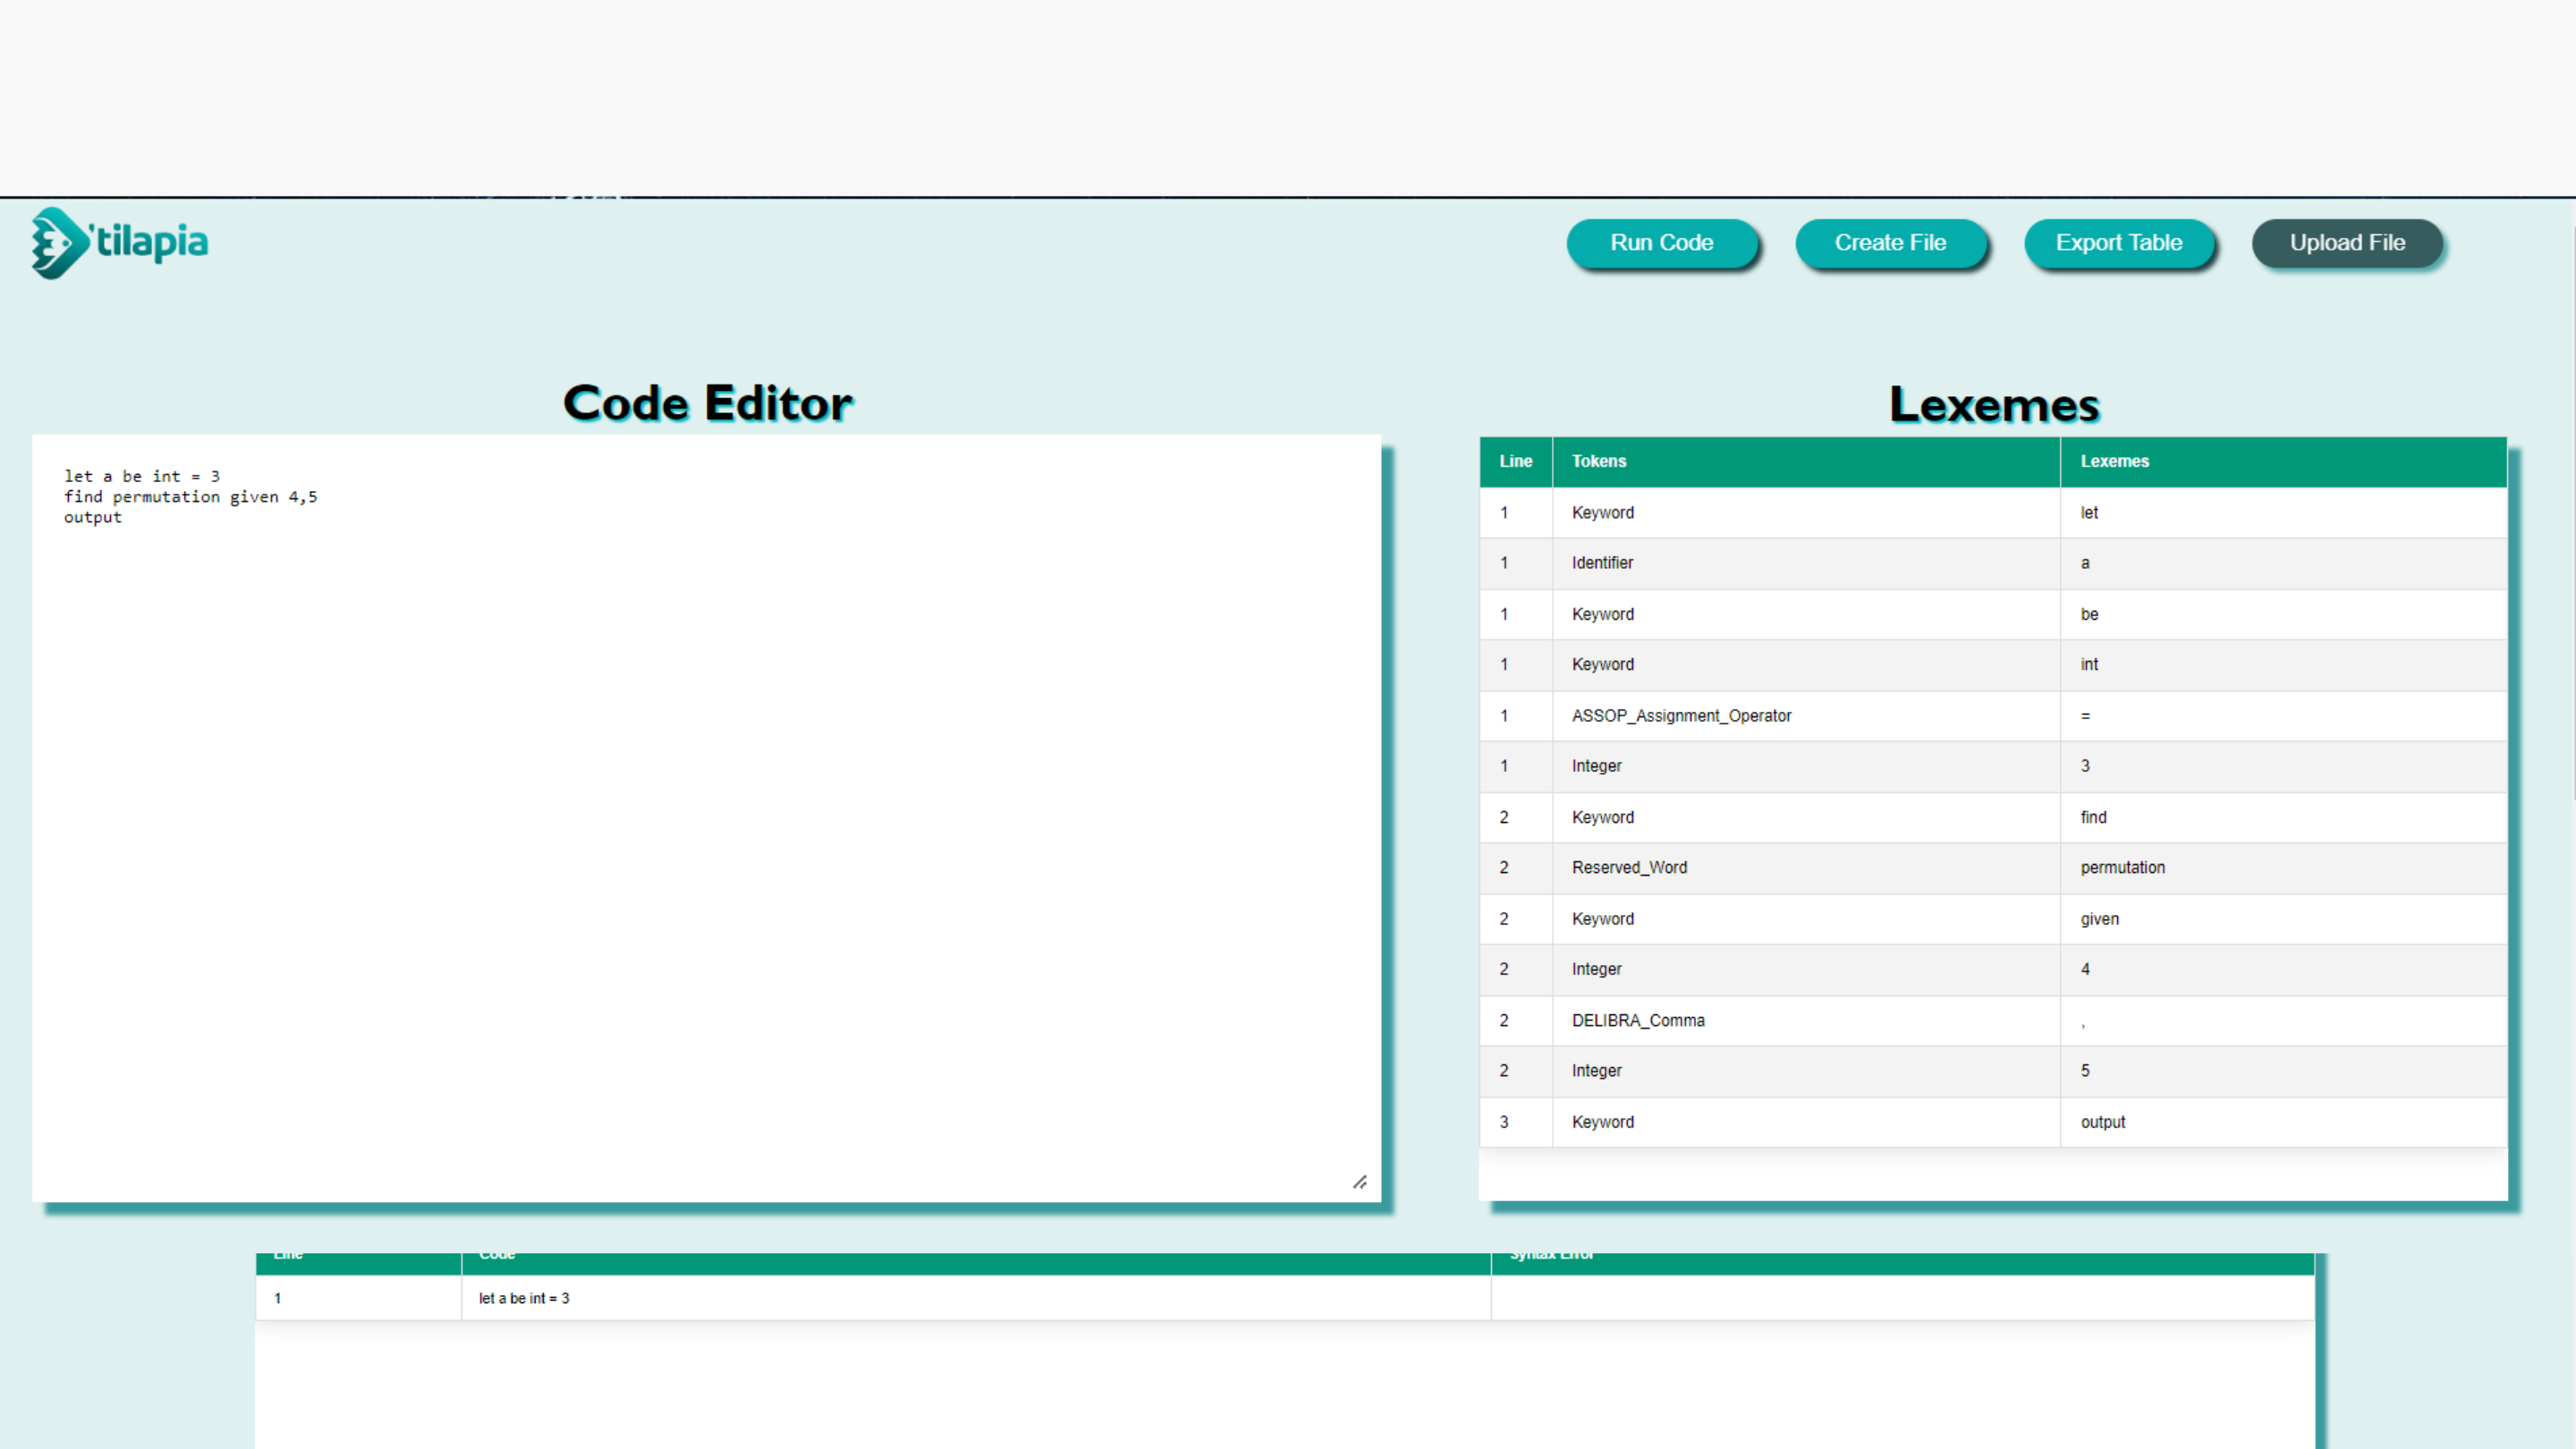 'tilapia
Run Code
Create File
Export Table
Upload File
Code Editor
let a be int = 3
find permutation given 4,5
output
Lexemes
Line Tokens Lexemes
1 Keyword let
1 Identifier a
1 Keyword be
1 Keyword int
1 ASSOP_Assignment_Operator =
1 Integer 3
2 Keyword find
2 Reserved_Word permutation
2 Keyword given
2 Integer 4
2 DELIBRA_Comma ,
2 Integer 5
3 Keyword output
Line Code Syntax Error
1 let a be int = 3